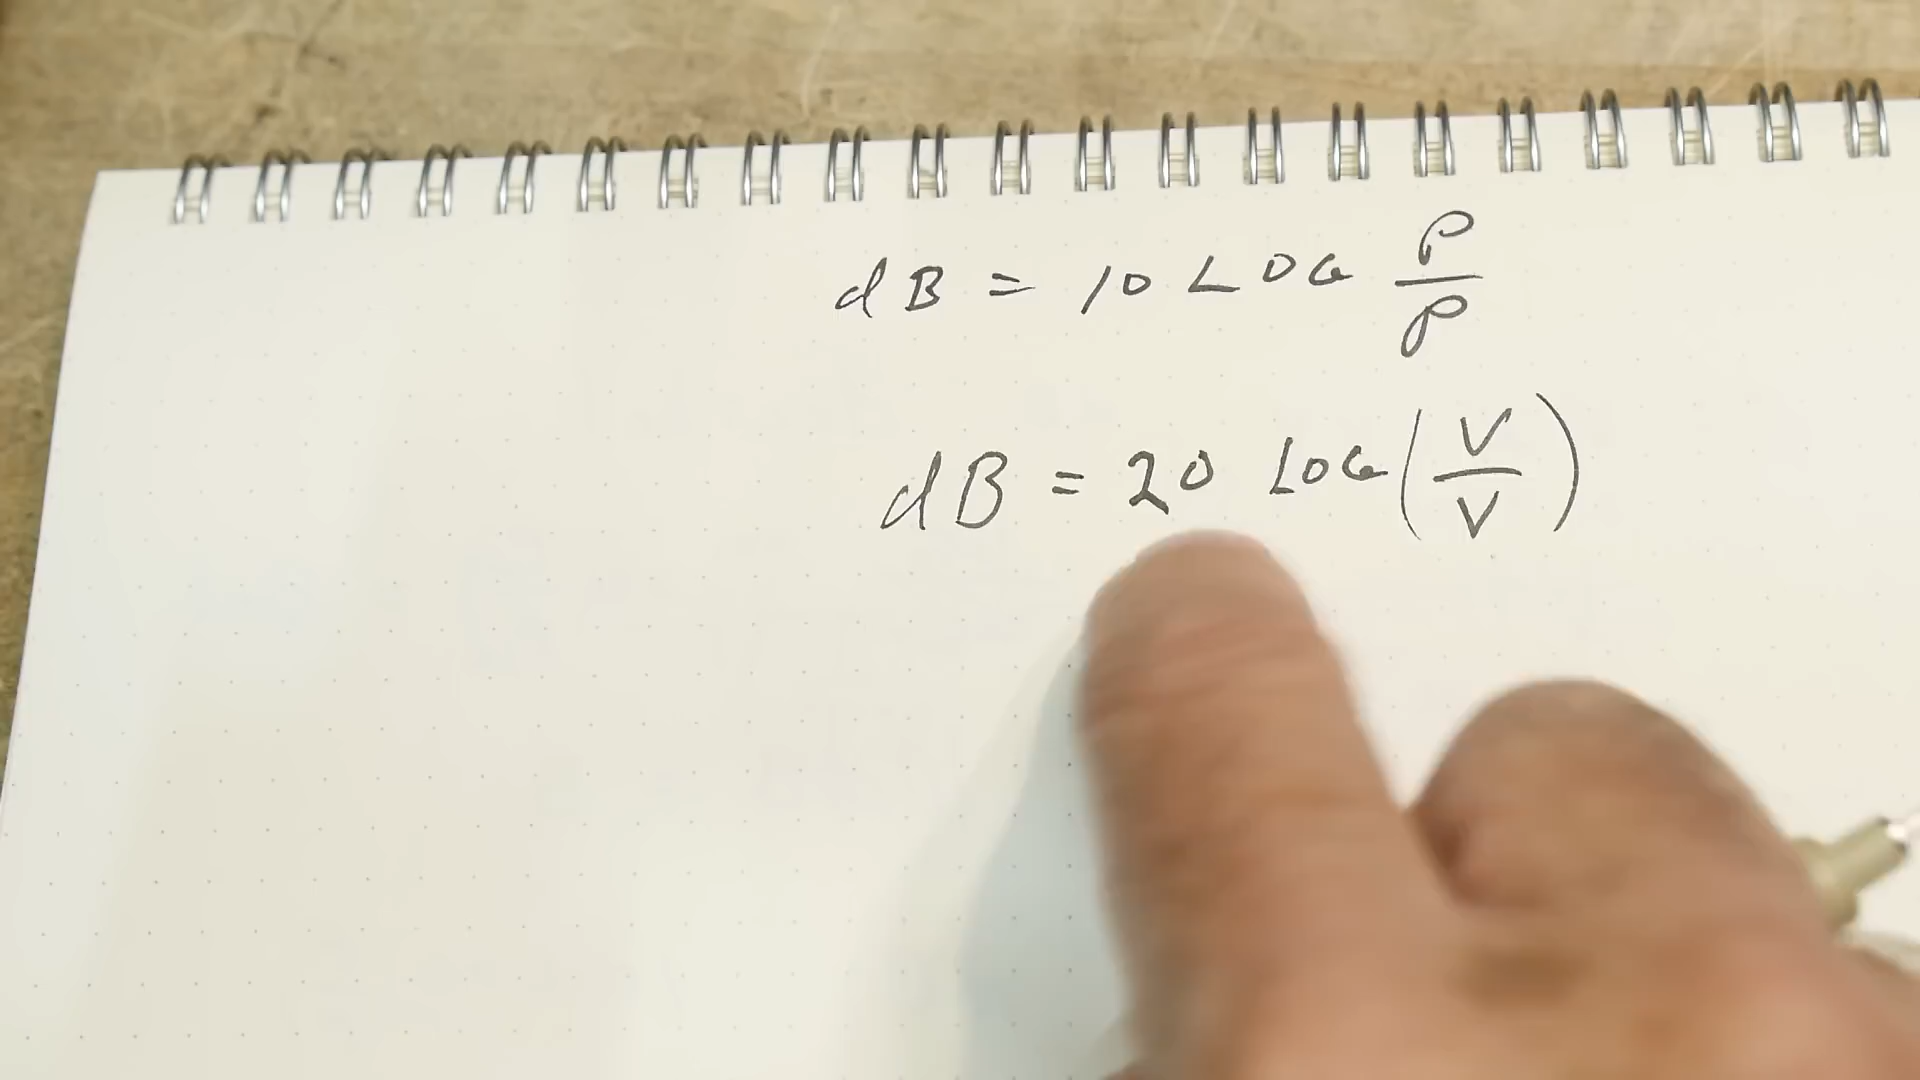 dB = 10 LOG P/P
dB = 20 LOG (V/V)